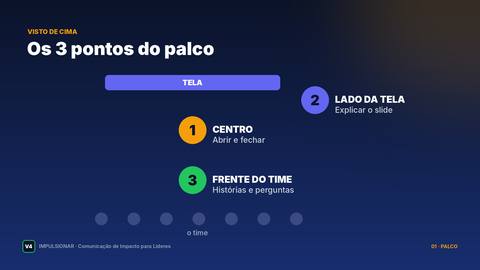 VISTO DE CIMA
Os 3 pontos do palco
TELA
2
LADO DA TELA
Explicar o slide
1
CENTRO
Abrir e fechar
3
FRENTE DO TIME
Histórias e perguntas
o time
V4 IMPULSIONAR · Comunicação de Impacto para Líderes
01 · PALCO